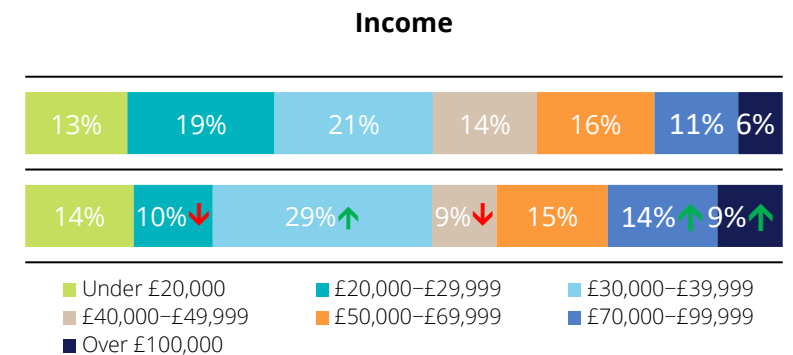 Income
13% 19% 21% 14% 16% 11% 6%
14% 10% 29% 9% 15% 14% 9%
Under £20,000 £20,000–£29,999 £30,000–£39,999
£40,000–£49,999 £50,000–£69,999 £70,000–£99,999
Over £100,000